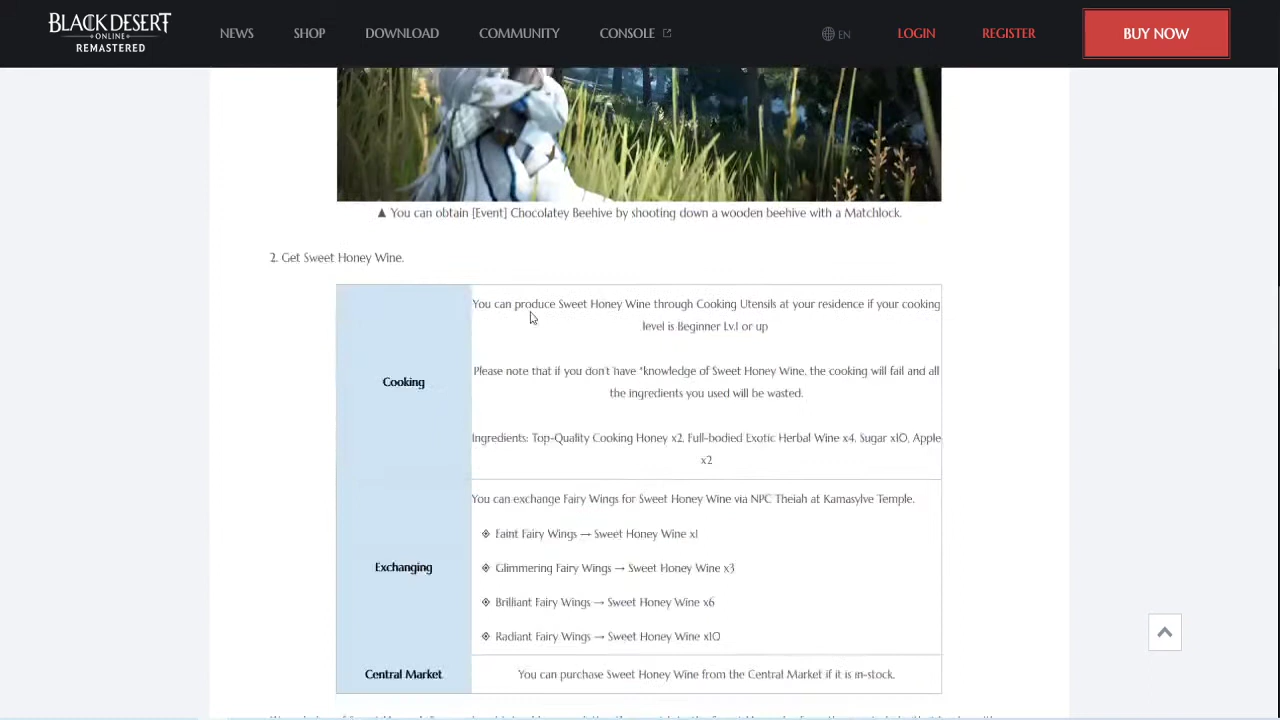 BLACK DESERT
ONLINE
REMASTERED
NEWS
SHOP
DOWNLOAD
COMMUNITY
CONSOLE
EN
LOGIN
REGISTER
BUY NOW
▲ You can obtain [Event] Chocolatey Beehive by shooting down a wooden beehive with a Matchlock.
2. Get Sweet Honey Wine.
Cooking
You can produce Sweet Honey Wine through Cooking Utensils at your residence if your cooking
level is Beginner Lv.1 or up
Please note that if you don't have *knowledge of Sweet Honey Wine, the cooking will fail and all
the ingredients you used will be wasted.
Ingredients: Top-Quality Cooking Honey x2, Full-bodied Exotic Herbal Wine x4, Sugar x10, Apple
x2
Exchanging
You can exchange Fairy Wings for Sweet Honey Wine via NPC Theiah at Kamasylve Temple.
◈ Faint Fairy Wings → Sweet Honey Wine x1
◈ Glimmering Fairy Wings → Sweet Honey Wine x3
◈ Brilliant Fairy Wings → Sweet Honey Wine x6
◈ Radiant Fairy Wings → Sweet Honey Wine x10
Central Market
You can purchase Sweet Honey Wine from the Central Market if it is in-stock.